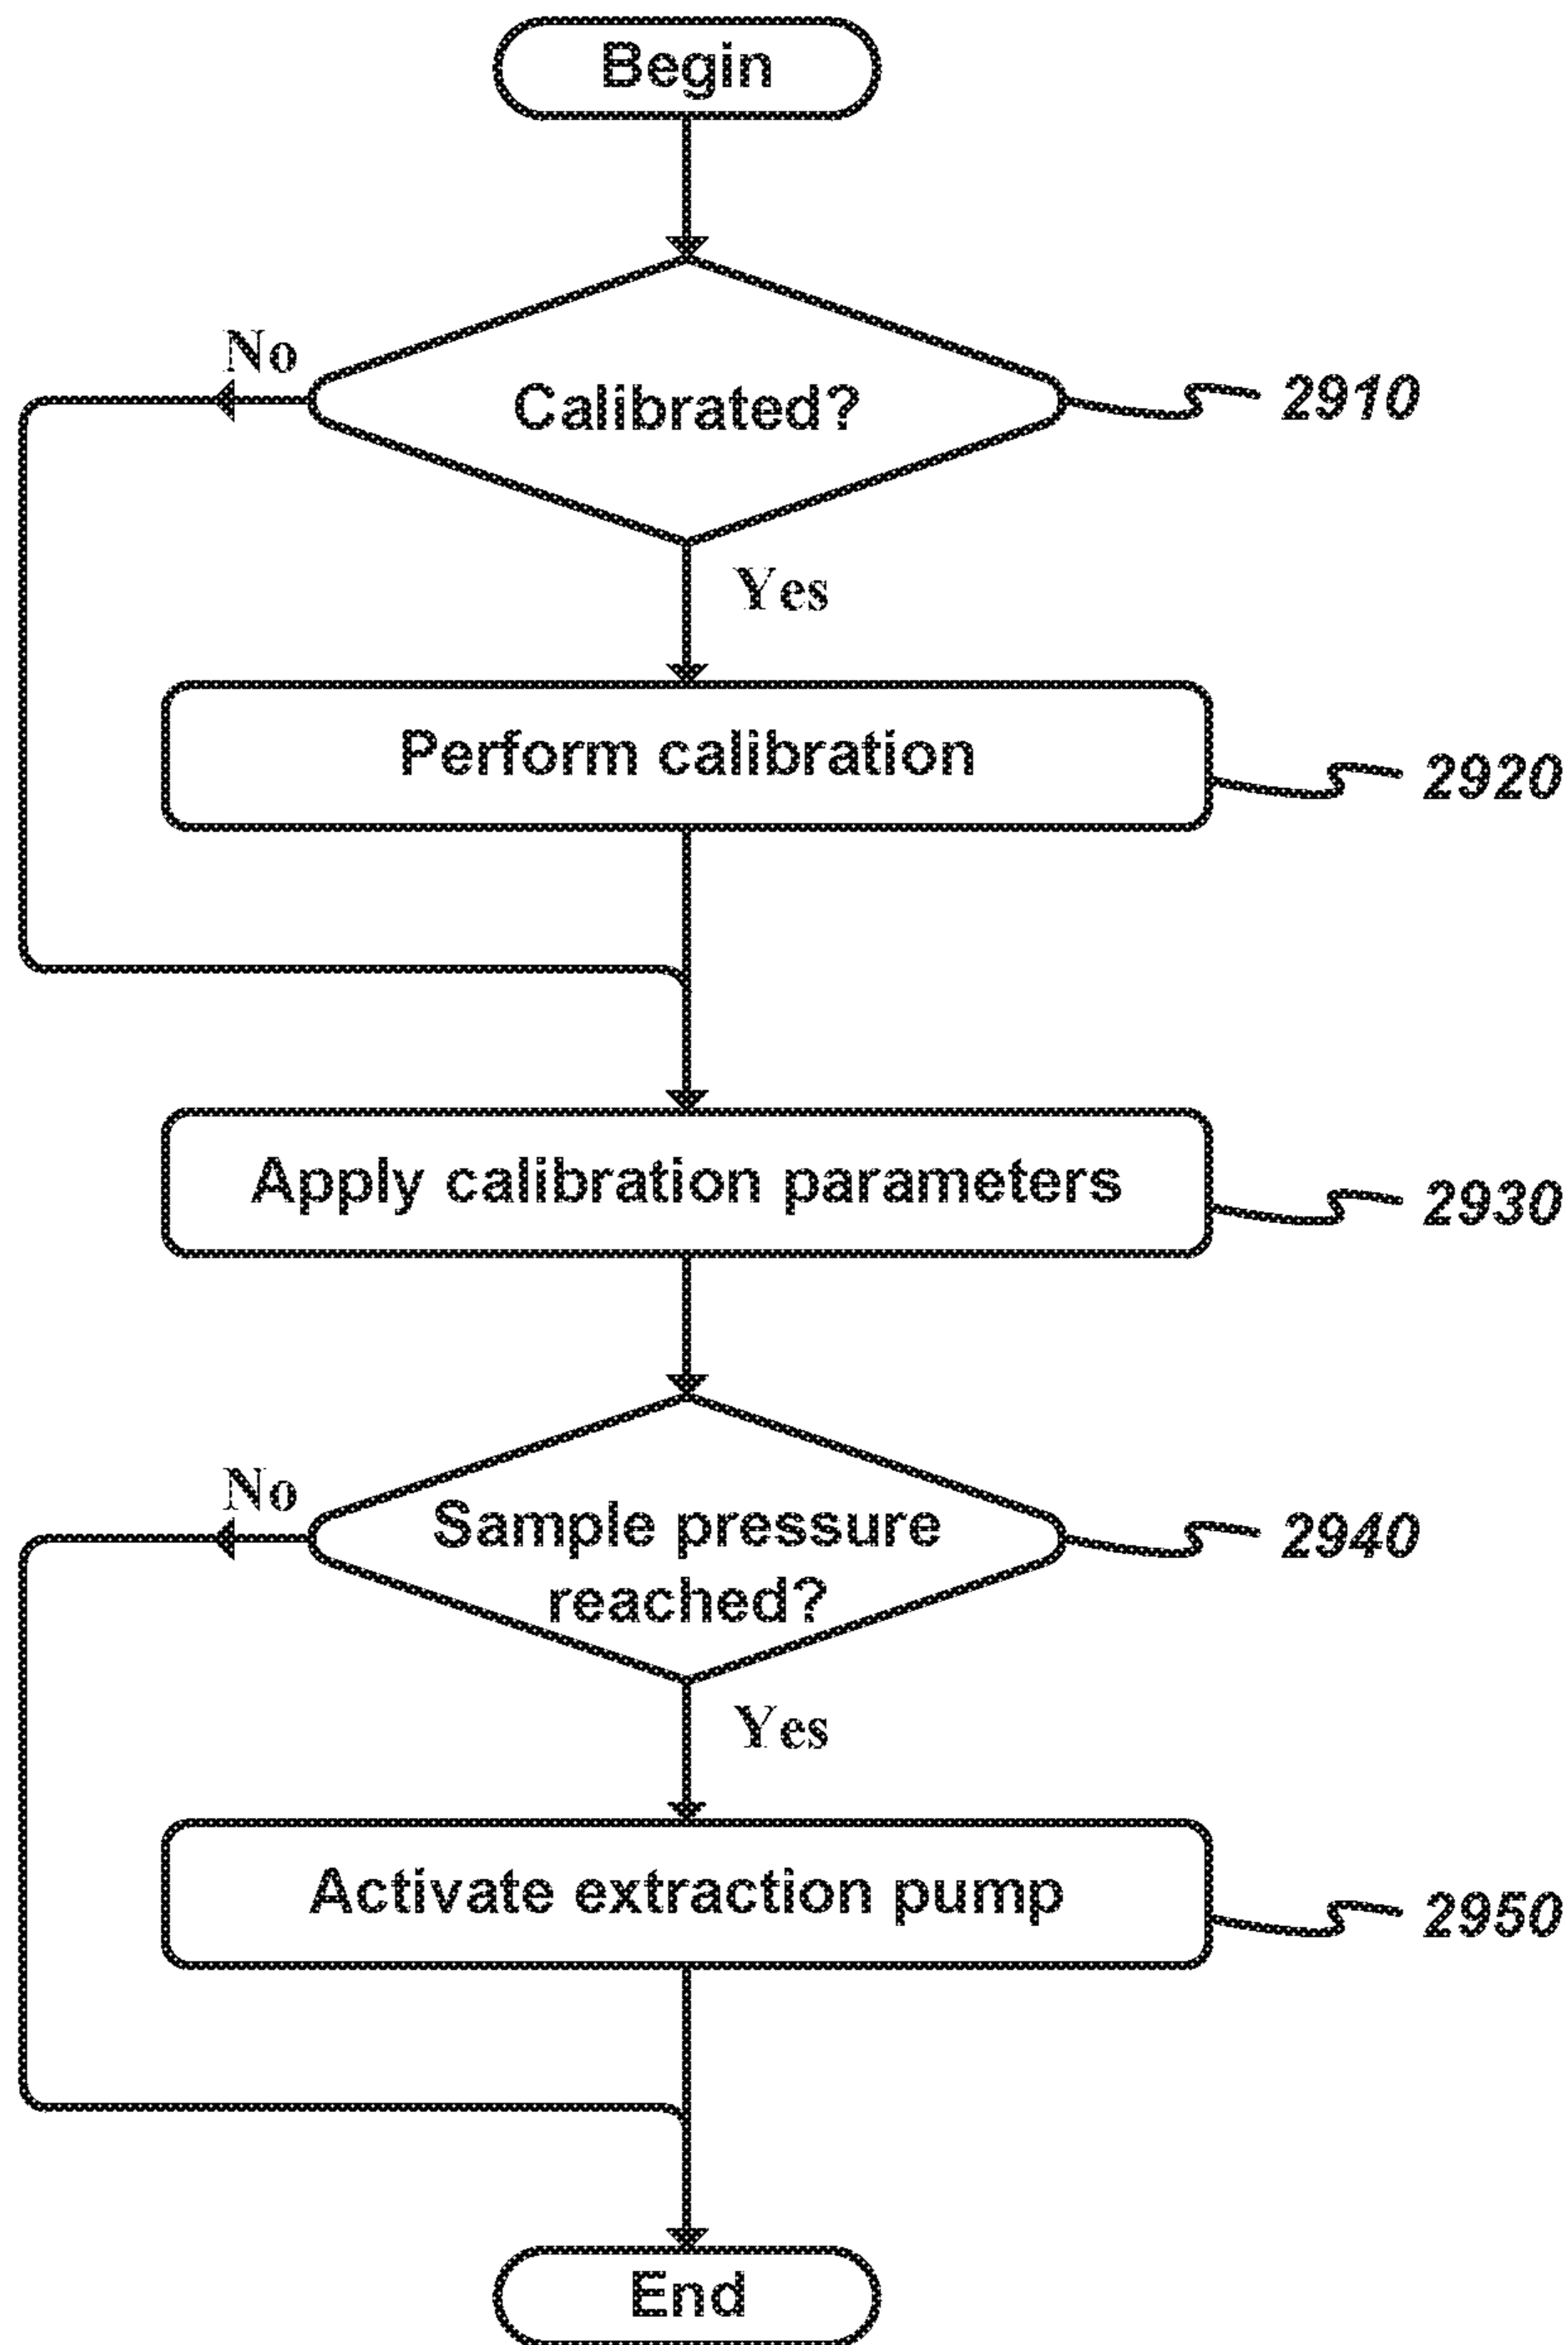 Begin
No
Calibrated?
2910
Yes
Perform calibration
2920
Apply calibration parameters
2930
No
Sample pressure
reached?
2940
Yes
Activate extraction pump
2950
End